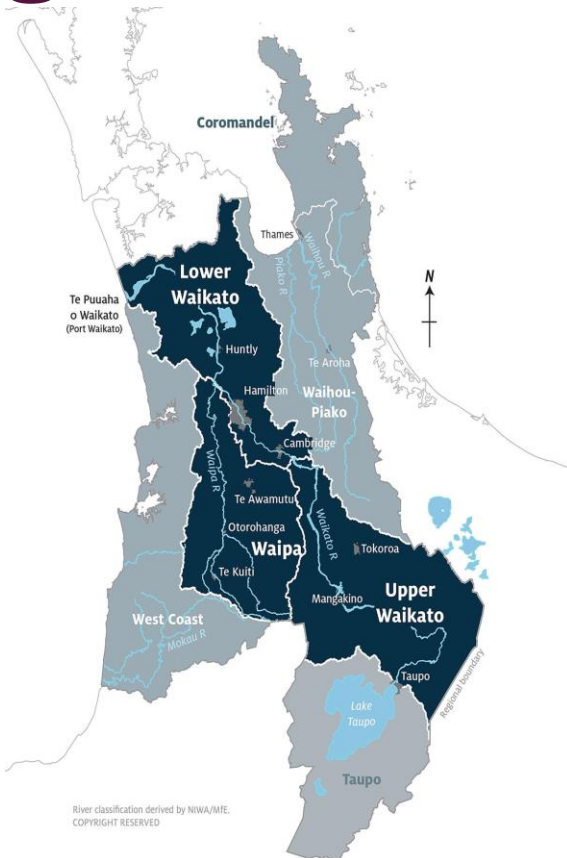 Coromandel
Thames
Piako R
Waihou R
Lower
Waikato
N
Te Puuaha
o Waikato
(Port Waikato)
Huntly
Te Aroha
Hamilton
Waihou-
Piako
Cambridge
Waipa R
Te Awamutu
Waikato R
Otorohanga
Waipa
Tokoroa
Te Kuiti
Mangakino
Upper
Waikato
West Coast
Mokau R
Taupo
Regional boundary
Lake
Taupo
Taupo
River classification derived by NIWA/MfE.
COPYRIGHT RESERVED